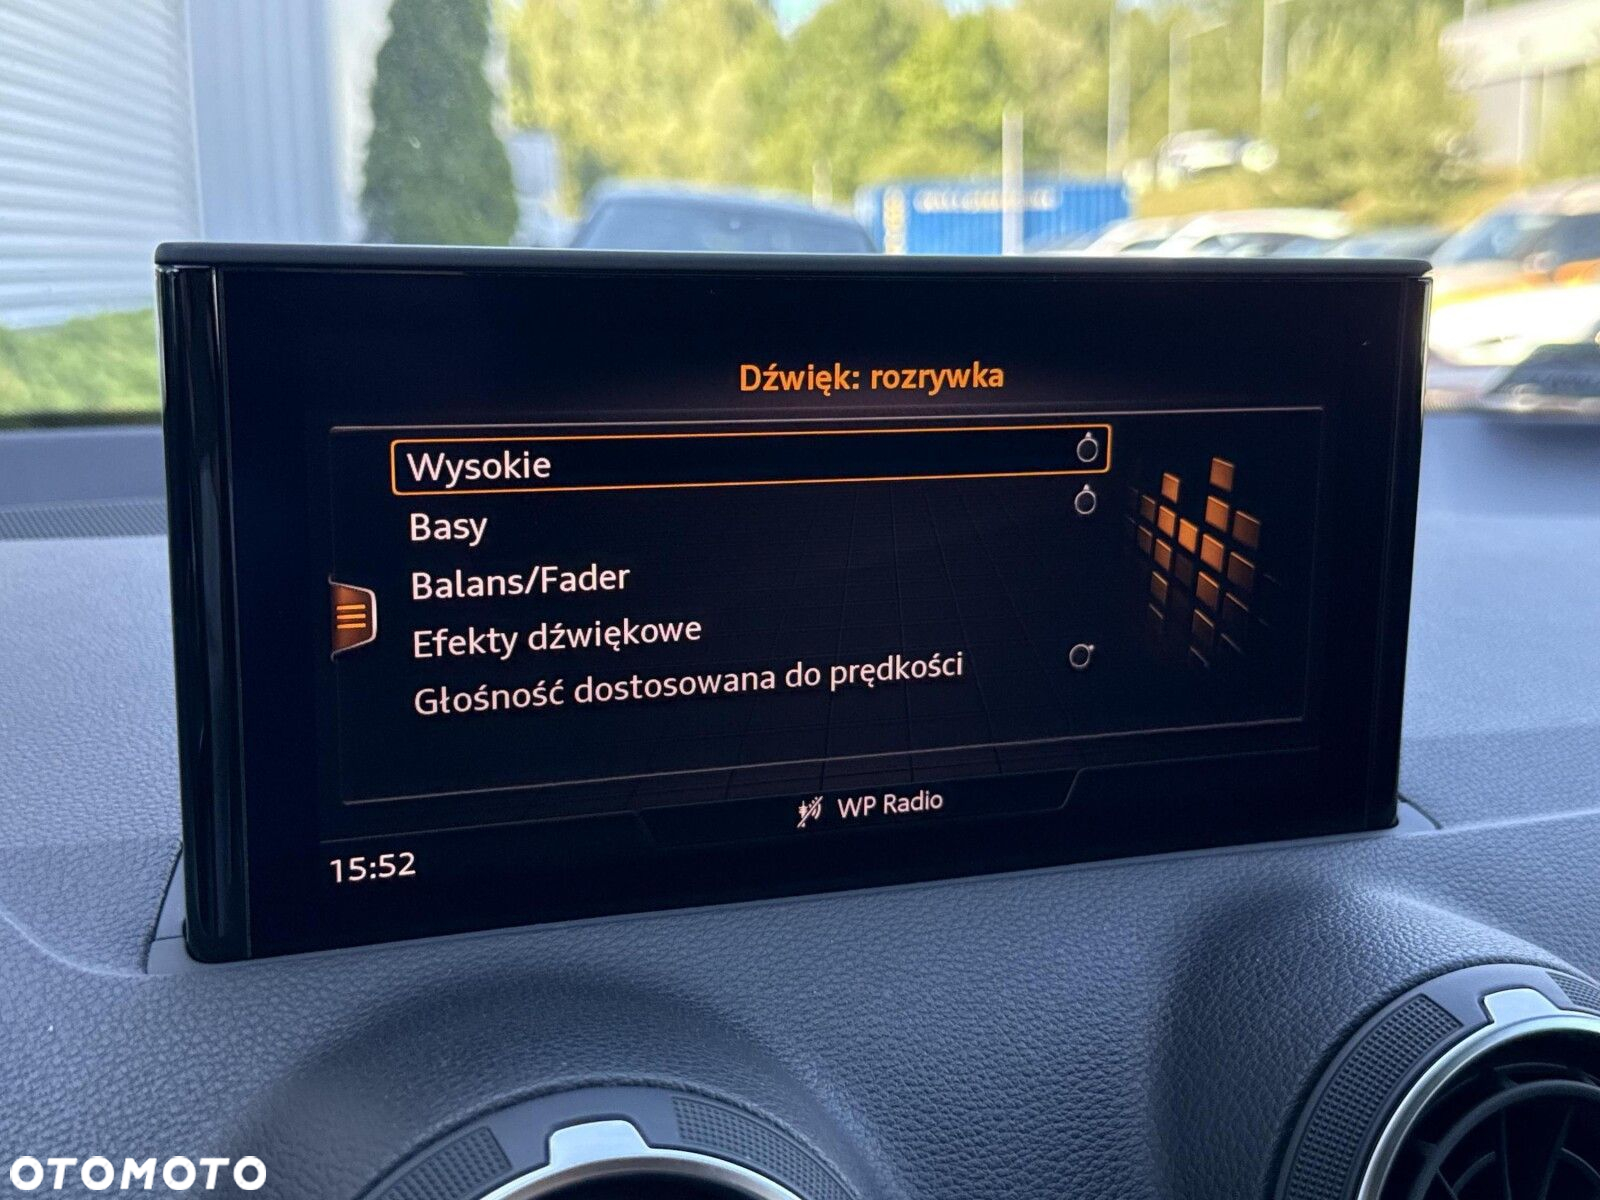 Dźwięk: rozrywka
Wysokie
Basy
Balans/Fader
Efekty dźwiękowe
Głośność dostosowana do prędkości
WP Radio
15:52
OTOMOTO